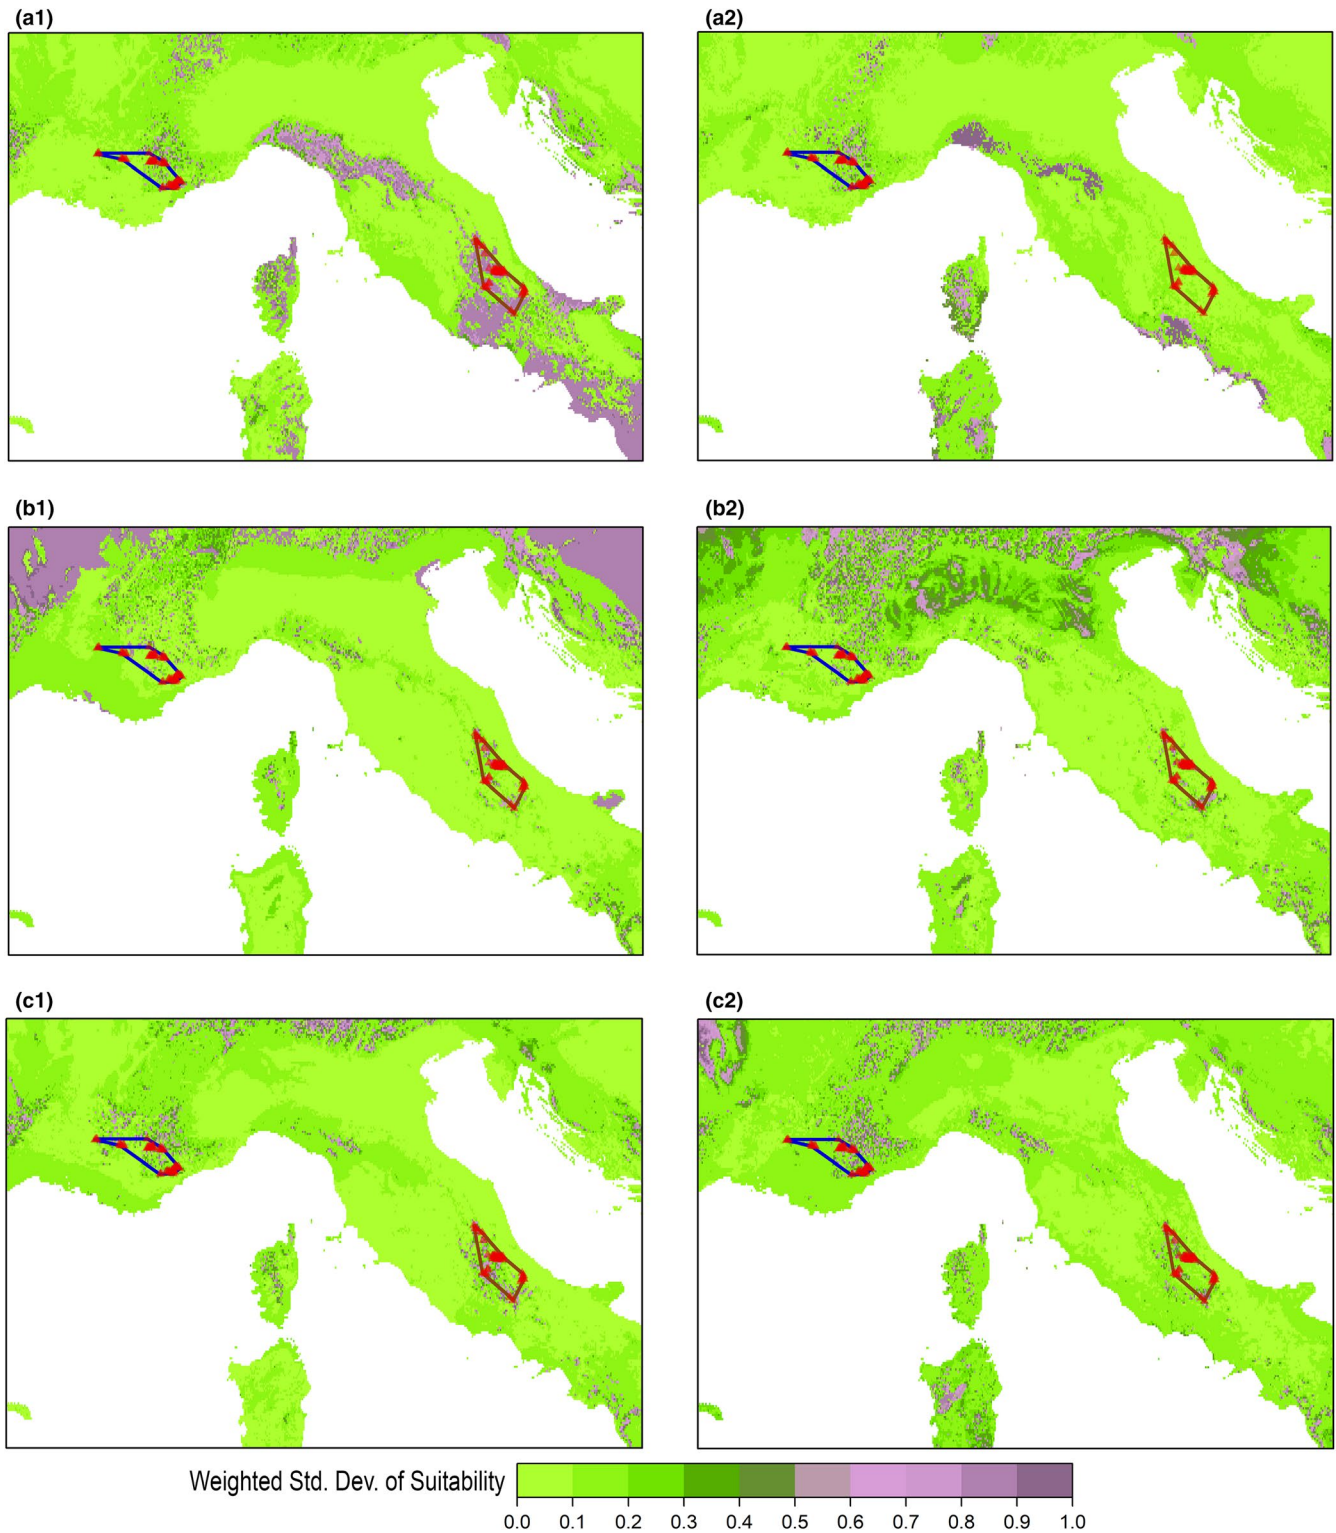 (a1) (a2)
(b1) (b2)
(c1) (c2)
Weighted Std. Dev. of Suitability
0.0 0.1 0.2 0.3 0.4 0.5 0.6 0.7 0.8 0.9 1.0